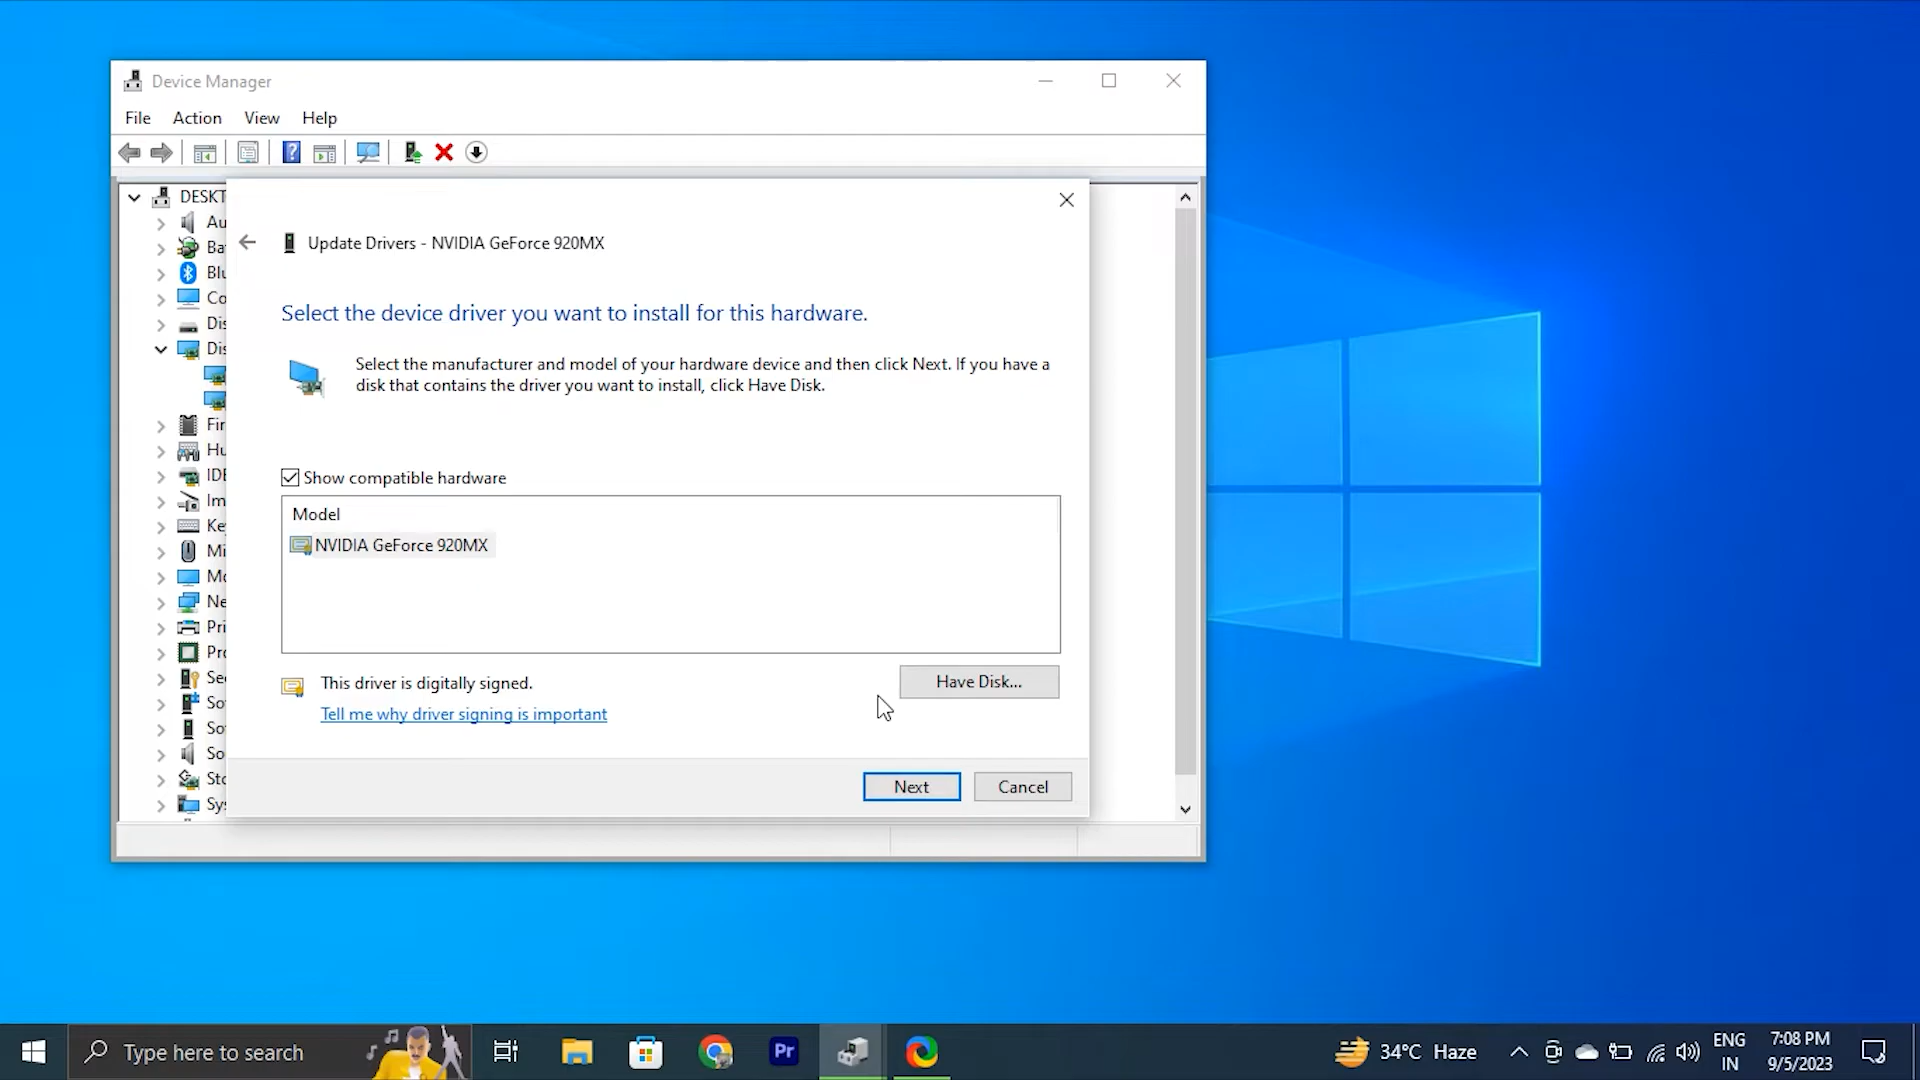 Device Manager
File Action View Help
DESKT
Au
Ba
Blu
Co
Dis
Dis
Fir
Hu
IDE
Im
Key
Mi
Mo
Ne
Pri
Pro
Sec
So
So
So
Sto
Sys
Update Drivers - NVIDIA GeForce 920MX
Select the device driver you want to install for this hardware.
Select the manufacturer and model of your hardware device and then click Next. If you have a
disk that contains the driver you want to install, click Have Disk.
Show compatible hardware
Model
NVIDIA GeForce 920MX
This driver is digitally signed.
Have Disk...
Tell me why driver signing is important
Next Cancel
Type here to search
Pr
34°C Haze
ENG
IN
7:08 PM
9/5/2023